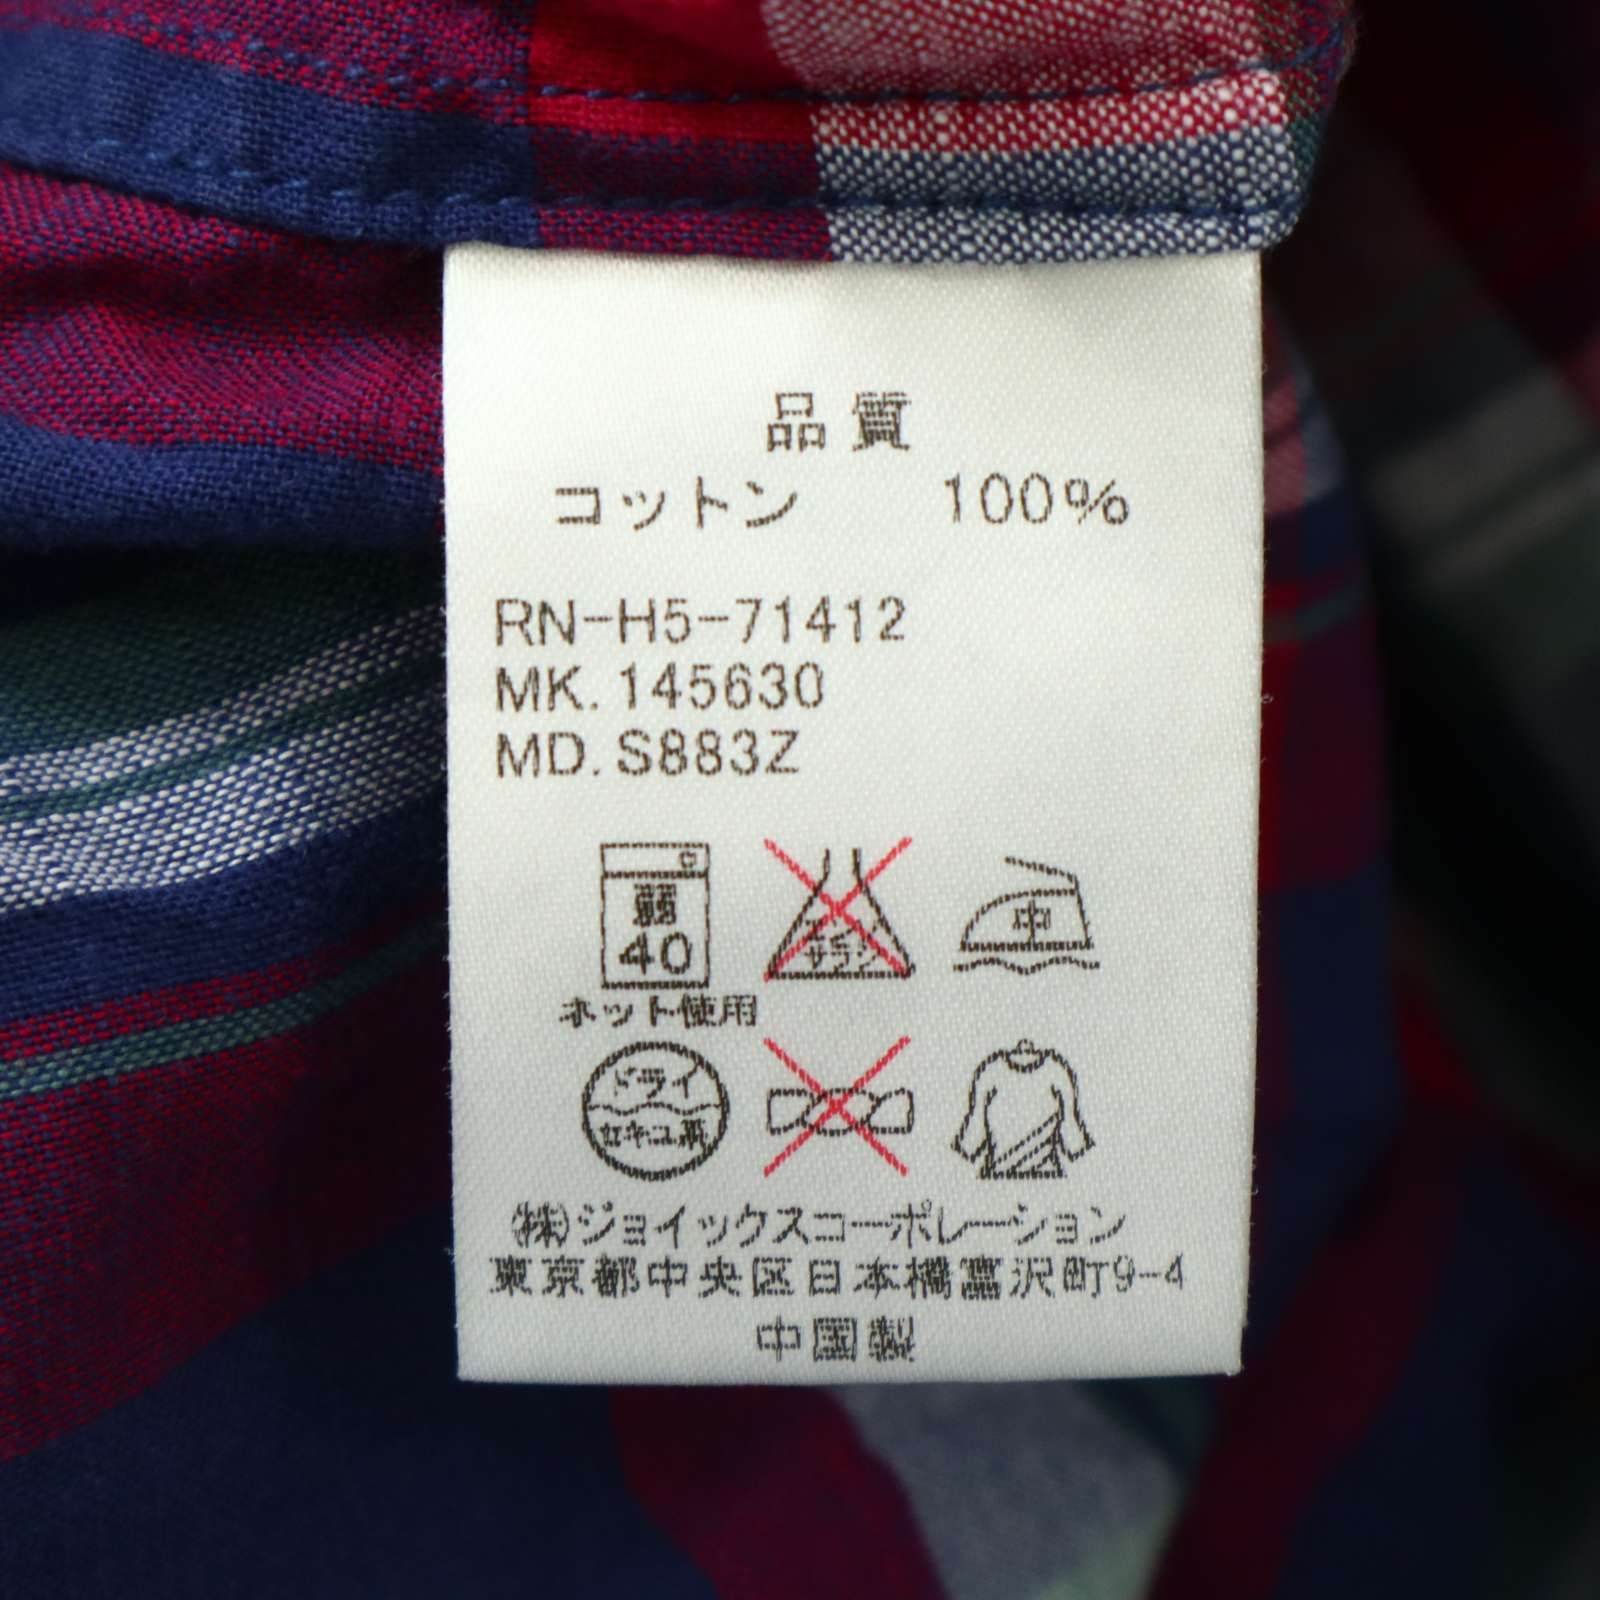 品質
コットン 100%
RN-H5-71412
MK. 145630
MD. S883Z
弱
40
ネット使用
エンソ
サラシ
中
ドライ
セキユ系
(株)ジョイックスコーポレーション
東京都中央区日本橋富沢町9-4
中国製